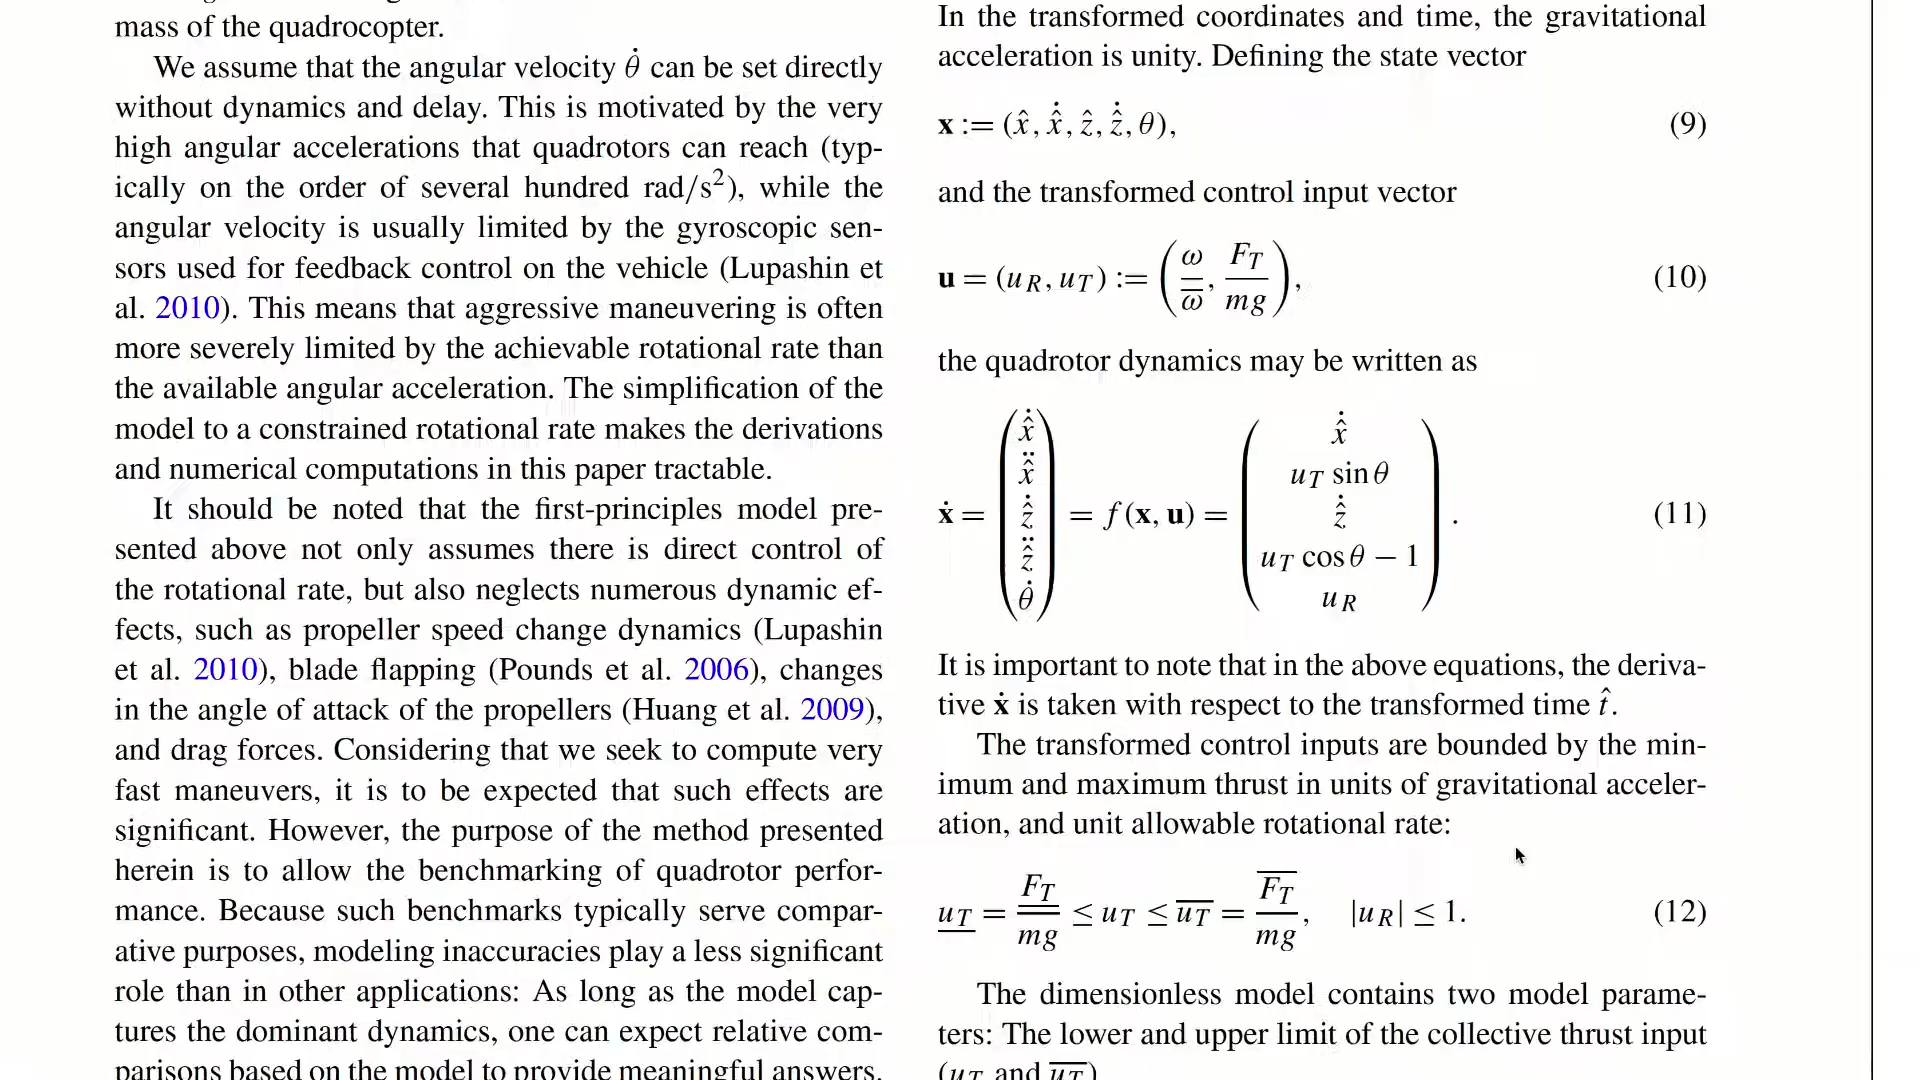 mass of the quadrocopter.
We assume that the angular velocity θ̇ can be set directly
without dynamics and delay. This is motivated by the very
high angular accelerations that quadrotors can reach (typ-
ically on the order of several hundred rad/s²), while the
angular velocity is usually limited by the gyroscopic sen-
sors used for feedback control on the vehicle (Lupashin et
al. 2010). This means that aggressive maneuvering is often
more severely limited by the achievable rotational rate than
the available angular acceleration. The simplification of the
model to a constrained rotational rate makes the derivations
and numerical computations in this paper tractable.
It should be noted that the first-principles model pre-
sented above not only assumes there is direct control of
the rotational rate, but also neglects numerous dynamic ef-
fects, such as propeller speed change dynamics (Lupashin
et al. 2010), blade flapping (Pounds et al. 2006), changes
in the angle of attack of the propellers (Huang et al. 2009),
and drag forces. Considering that we seek to compute very
fast maneuvers, it is to be expected that such effects are
significant. However, the purpose of the method presented
herein is to allow the benchmarking of quadrotor perfor-
mance. Because such benchmarks typically serve compar-
ative purposes, modeling inaccuracies play a less significant
role than in other applications: As long as the model cap-
tures the dominant dynamics, one can expect relative com-
parisons based on the model to provide meaningful answers.
In the transformed coordinates and time, the gravitational
acceleration is unity. Defining the state vector
x := (x̂, x̂̇, ẑ, ẑ̇, θ), (9)
and the transformed control input vector
u = (u_R, u_T) := (ω/ω̅, F_T/mg), (10)
the quadrotor dynamics may be written as
ẋ = (x̂̇, x̂̈, ẑ̇, ẑ̈, θ̇) = f(x, u) = (x̂̇, u_T sin θ, ẑ̇, u_T cos θ − 1, u_R). (11)
It is important to note that in the above equations, the deriva-
tive ẋ is taken with respect to the transformed time t̂.
The transformed control inputs are bounded by the min-
imum and maximum thrust in units of gravitational acceler-
ation, and unit allowable rotational rate:
u̲_T = F̲_T/mg ≤ u_T ≤ u̅_T = F̅_T/mg, |u_R| ≤ 1. (12)
The dimensionless model contains two model parame-
ters: The lower and upper limit of the collective thrust input
(u̲_T and u̅_T)